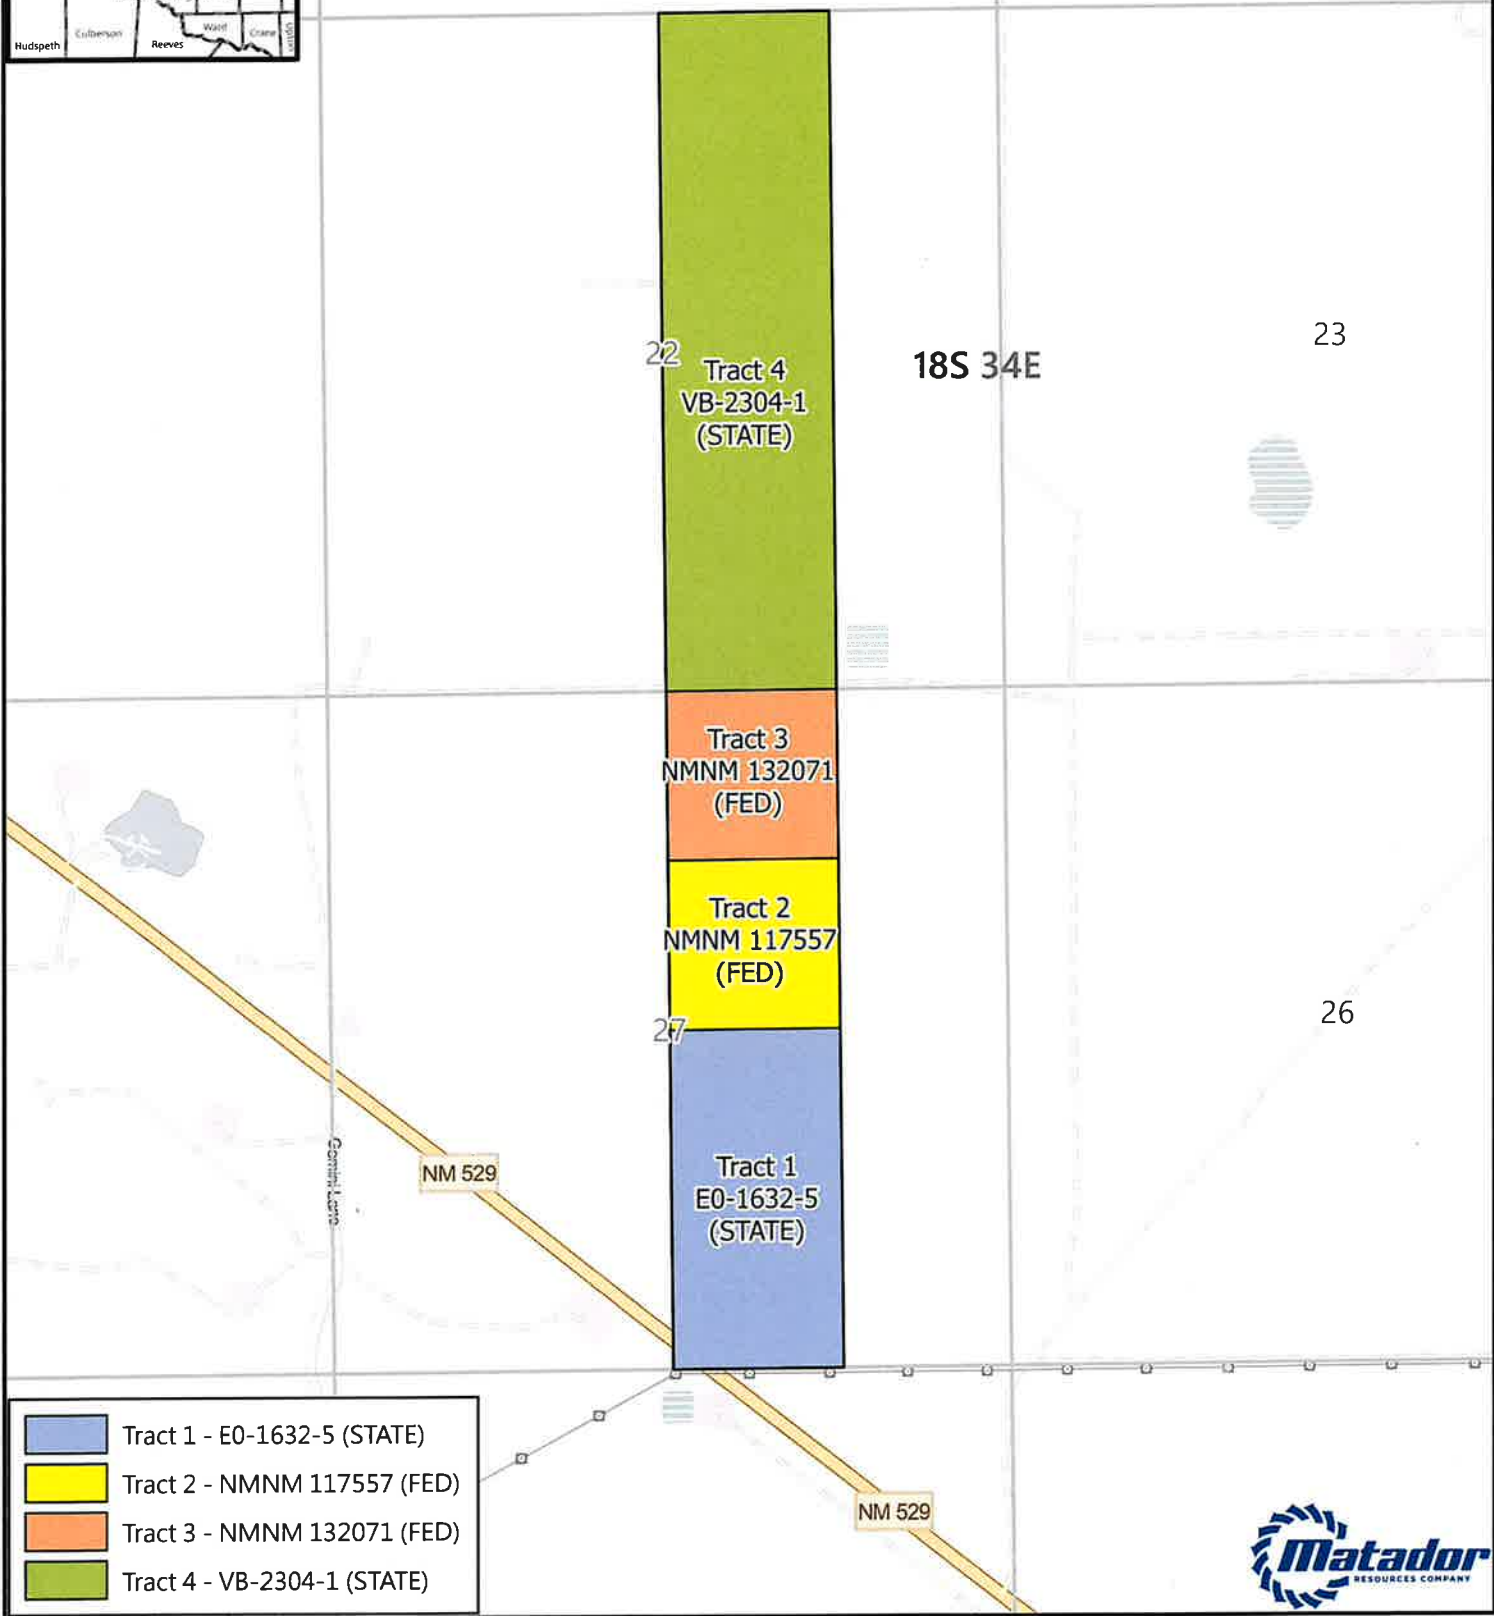 Culberson
Ward
Crane
Upton
Hudspeth
Reeves
22
Tract 4
VB-2304-1
(STATE)
18S 34E
23
Tract 3
NMNM 132071
(FED)
Tract 2
NMNM 117557
(FED)
27
26
Gemini Lane
NM 529
Tract 1
E0-1632-5
(STATE)
Tract 1 - E0-1632-5 (STATE)
Tract 2 - NMNM 117557 (FED)
Tract 3 - NMNM 132071 (FED)
Tract 4 - VB-2304-1 (STATE)
NM 529
Matador
RESOURCES COMPANY